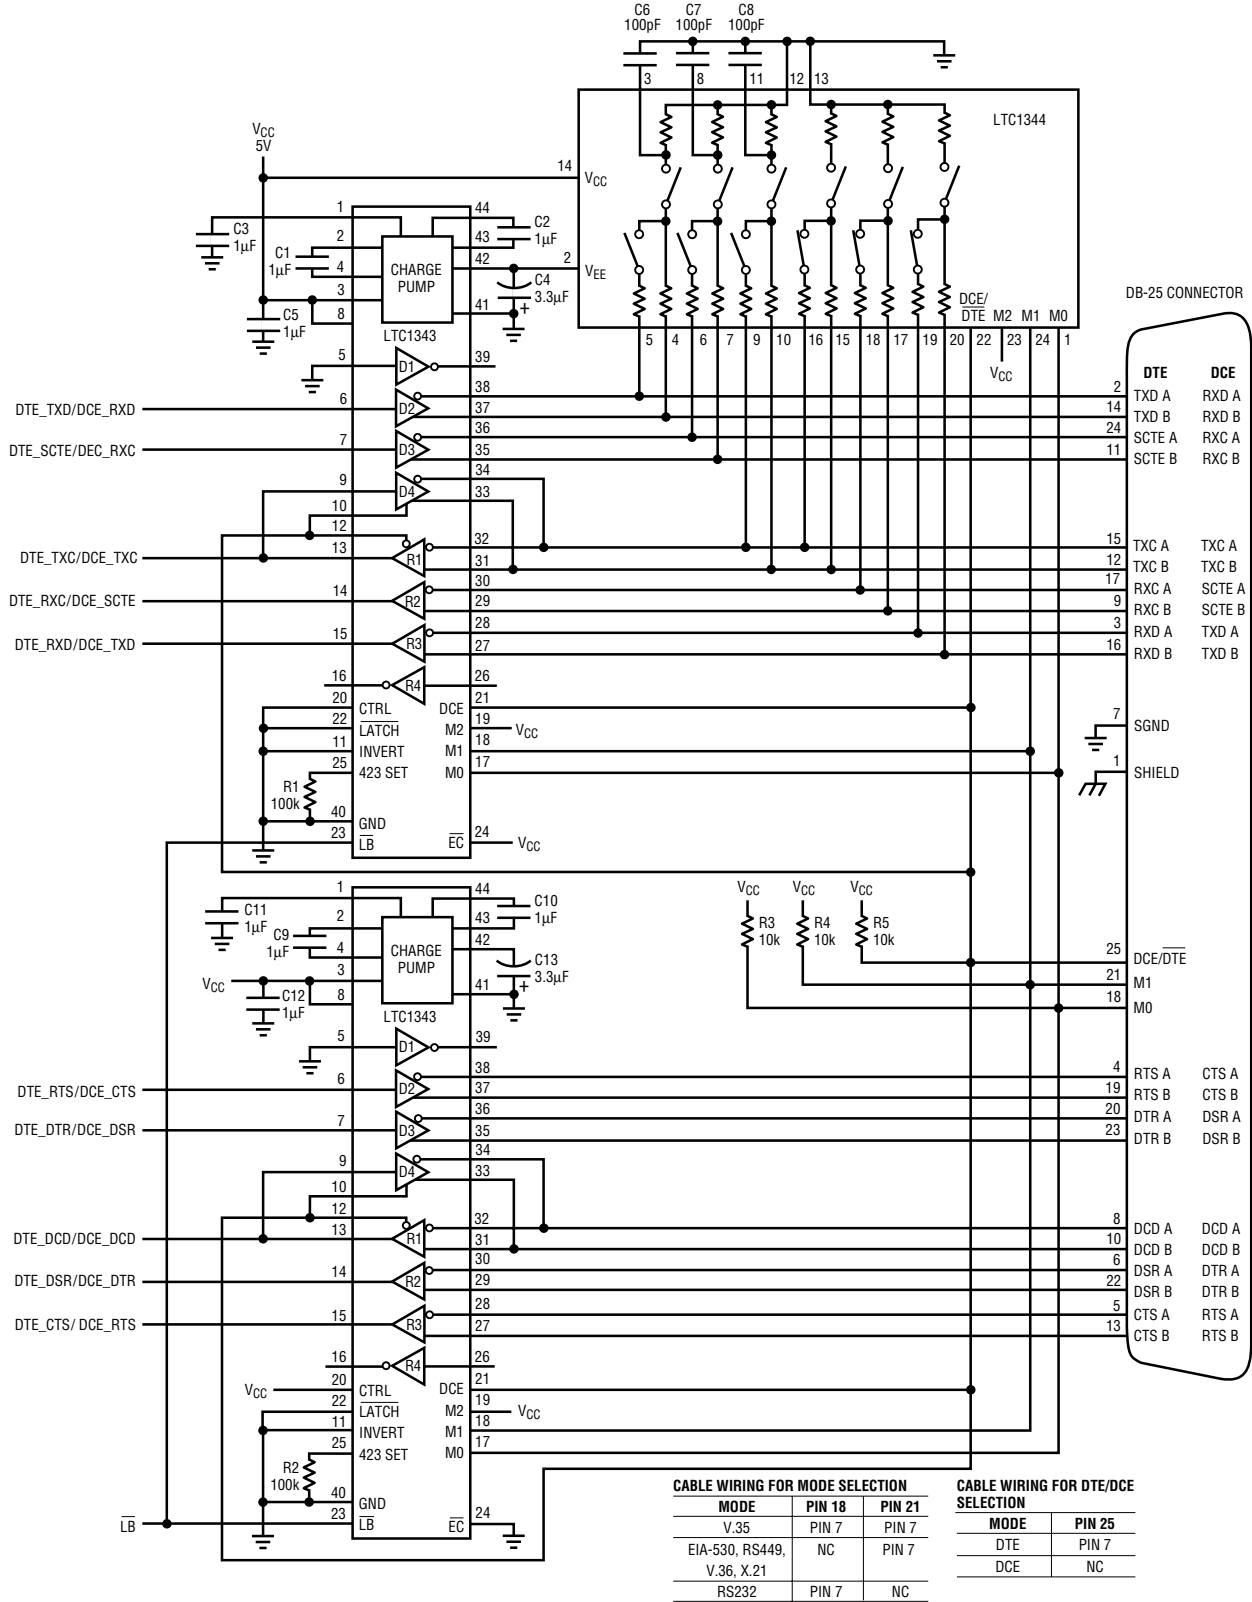 C6
100pF
C7
100pF
C8
100pF
3
8
11
12
13
LTC1344
VCC
5V
14
VCC
1
44
C3
1µF
2
C1
1µF
4
C2
1µF
43
42
2
VEE
CHARGE
PUMP
C4
3.3µF
+
3
41
8
C5
1µF
LTC1343
DCE/
DTE
M2
M1
M0
5
4
6
7
9
10
16
15
18
17
19
20
22
23
24
1
VCC
DB-25 CONNECTOR
DTE
DCE
5
D1
39
DTE_TXD/DCE_RXD
6
D2
38
37
2
TXD A
RXD A
14
TXD B
RXD B
DTE_SCTE/DEC_RXC
7
D3
36
35
24
SCTE A
RXC A
11
SCTE B
RXC B
9
D4
34
33
10
12
DTE_TXC/DCE_TXC
13
R1
32
31
15
TXC A
TXC A
12
TXC B
TXC B
DTE_RXC/DCE_SCTE
14
R2
30
29
17
RXC A
SCTE A
9
RXC B
SCTE B
DTE_RXD/DCE_TXD
15
R3
28
27
3
RXD A
TXD A
16
RXD B
TXD B
16
R4
26
20
CTRL
DCE
21
22
LATCH
M2
19
VCC
11
INVERT
M1
18
25
423 SET
M0
17
R1
100k
40
GND
23
LB
EC
24
VCC
7
SGND
1
SHIELD
1
44
C11
1µF
2
C9
1µF
4
C10
1µF
43
42
CHARGE
PUMP
C13
3.3µF
+
VCC
3
41
8
C12
1µF
LTC1343
VCC
VCC
VCC
R3
10k
R4
10k
R5
10k
25
DCE/DTE
21
M1
18
M0
5
D1
39
DTE_RTS/DCE_CTS
6
D2
38
37
4
RTS A
CTS A
19
RTS B
CTS B
DTE_DTR/DCE_DSR
7
D3
36
35
20
DTR A
DSR A
23
DTR B
DSR B
9
D4
34
33
10
12
DTE_DCD/DCE_DCD
13
R1
32
31
8
DCD A
DCD A
10
DCD B
DCD B
DTE_DSR/DCE_DTR
14
R2
30
29
6
DSR A
DTR A
22
DSR B
DTR B
DTE_CTS/ DCE_RTS
15
R3
28
27
5
CTS A
RTS A
13
CTS B
RTS B
16
R4
26
VCC
20
CTRL
DCE
21
22
LATCH
M2
19
VCC
11
INVERT
M1
18
25
423 SET
M0
17
R2
100k
40
GND
LB
23
LB
EC
24
CABLE WIRING FOR MODE SELECTION
MODE PIN 18 PIN 21
V.35 PIN 7 PIN 7
EIA-530, RS449, NC PIN 7
V.36, X.21
RS232 PIN 7 NC
CABLE WIRING FOR DTE/DCE
SELECTION
MODE PIN 25
DTE PIN 7
DCE NC